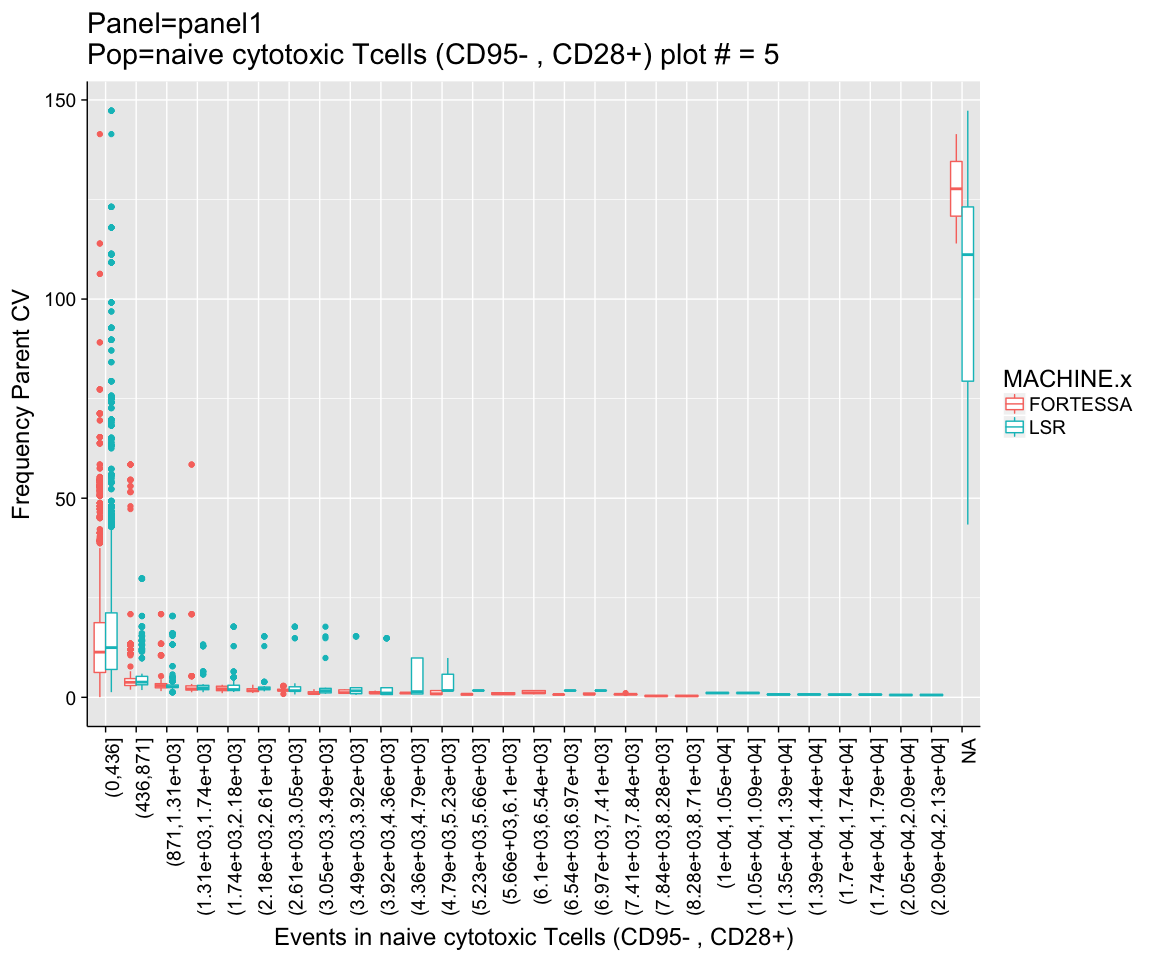 Panel=panel1
Pop=naive cytotoxic Tcells (CD95- , CD28+) plot # = 5
150
100
50
0
Frequency Parent CV
(0,436]
(436,871]
(871,1.31e+03]
(1.31e+03,1.74e+03]
(1.74e+03,2.18e+03]
(2.18e+03,2.61e+03]
(2.61e+03,3.05e+03]
(3.05e+03,3.49e+03]
(3.49e+03,3.92e+03]
(3.92e+03,4.36e+03]
(4.36e+03,4.79e+03]
(4.79e+03,5.23e+03]
(5.23e+03,5.66e+03]
(5.66e+03,6.1e+03]
(6.1e+03,6.54e+03]
(6.54e+03,6.97e+03]
(6.97e+03,7.41e+03]
(7.41e+03,7.84e+03]
(7.84e+03,8.28e+03]
(8.28e+03,8.71e+03]
(1e+04,1.05e+04]
(1.05e+04,1.09e+04]
(1.35e+04,1.39e+04]
(1.39e+04,1.44e+04]
(1.7e+04,1.74e+04]
(1.74e+04,1.79e+04]
(2.05e+04,2.09e+04]
(2.09e+04,2.13e+04]
NA
Events in naive cytotoxic Tcells (CD95- , CD28+)
MACHINE.x
FORTESSA
LSR